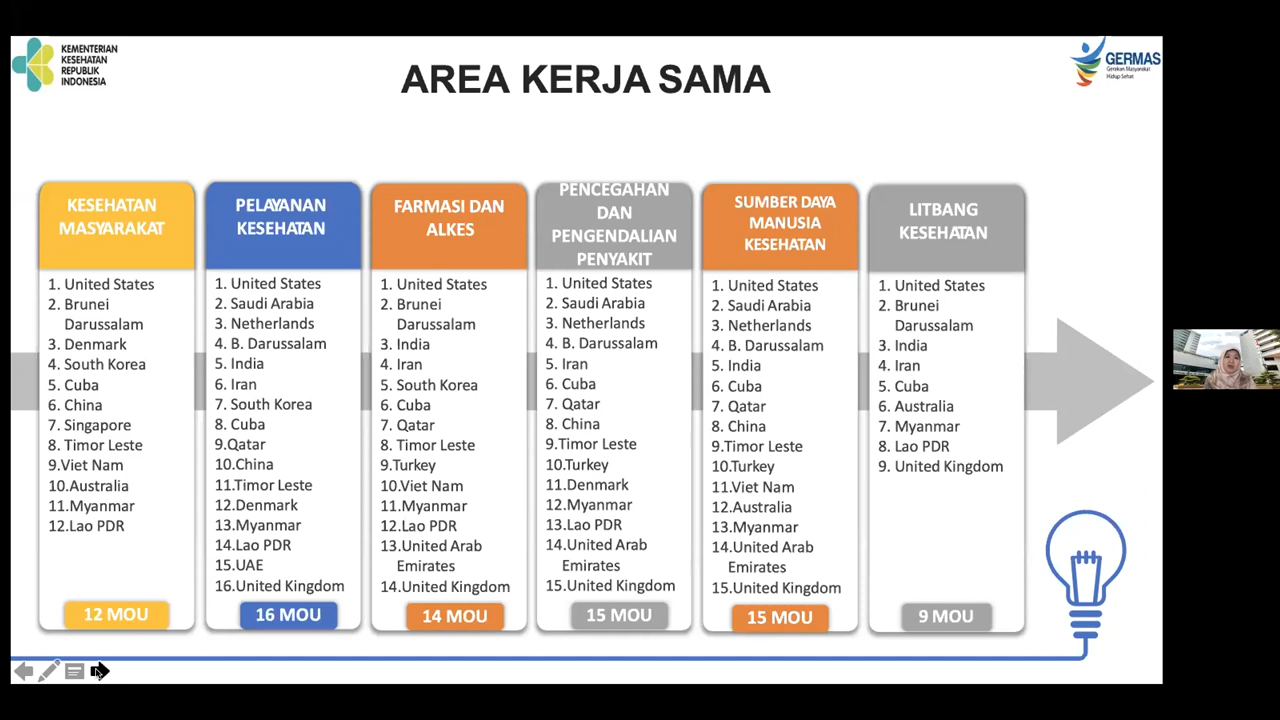 KEMENTERIAN
KESEHATAN
REPUBLIK
INDONESIA
GERMAS
Gerakan Masyarakat
Hidup Sehat
AREA KERJA SAMA
KESEHATAN
MASYARAKAT
1. United States
2. Brunei
Darussalam
3. Denmark
4. South Korea
5. Cuba
6. China
7. Singapore
8. Timor Leste
9.Viet Nam
10.Australia
11.Myanmar
12.Lao PDR
12 MOU
PELAYANAN
KESEHATAN
1. United States
2. Saudi Arabia
3. Netherlands
4. B. Darussalam
5. India
6. Iran
7. South Korea
8. Cuba
9.Qatar
10.China
11.Timor Leste
12.Denmark
13.Myanmar
14.Lao PDR
15.UAE
16.United Kingdom
16 MOU
FARMASI DAN
ALKES
1. United States
2. Brunei
Darussalam
3. India
4. Iran
5. South Korea
6. Cuba
7. Qatar
8. Timor Leste
9.Turkey
10.Viet Nam
11.Myanmar
12.Lao PDR
13.United Arab
Emirates
14.United Kingdom
14 MOU
PENCEGAHAN
DAN
PENGENDALIAN
PENYAKIT
1. United States
2. Saudi Arabia
3. Netherlands
4. B. Darussalam
5. Iran
6. Cuba
7. Qatar
8. China
9.Timor Leste
10.Turkey
11.Denmark
12.Myanmar
13.Lao PDR
14.United Arab
Emirates
15.United Kingdom
15 MOU
SUMBER DAYA
MANUSIA
KESEHATAN
1. United States
2. Saudi Arabia
3. Netherlands
4. B. Darussalam
5. India
6. Cuba
7. Qatar
8. China
9.Timor Leste
10.Turkey
11.Viet Nam
12.Australia
13.Myanmar
14.United Arab
Emirates
15.United Kingdom
15 MOU
LITBANG
KESEHATAN
1. United States
2. Brunei
Darussalam
3. India
4. Iran
5. Cuba
6. Australia
7. Myanmar
8. Lao PDR
9. United Kingdom
9 MOU